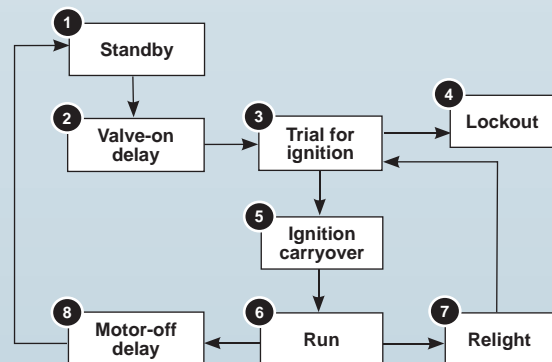 1
Standby
2
Valve-on
delay
3
Trial for
ignition
4
Lockout
5
Ignition
carryover
6
Run
7
Relight
8
Motor-off
delay